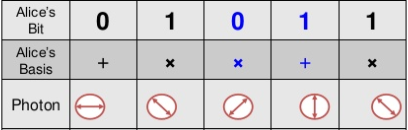 Alice's Bit 0 1 0 1 1
Alice's Basis + × × + ×
Photon